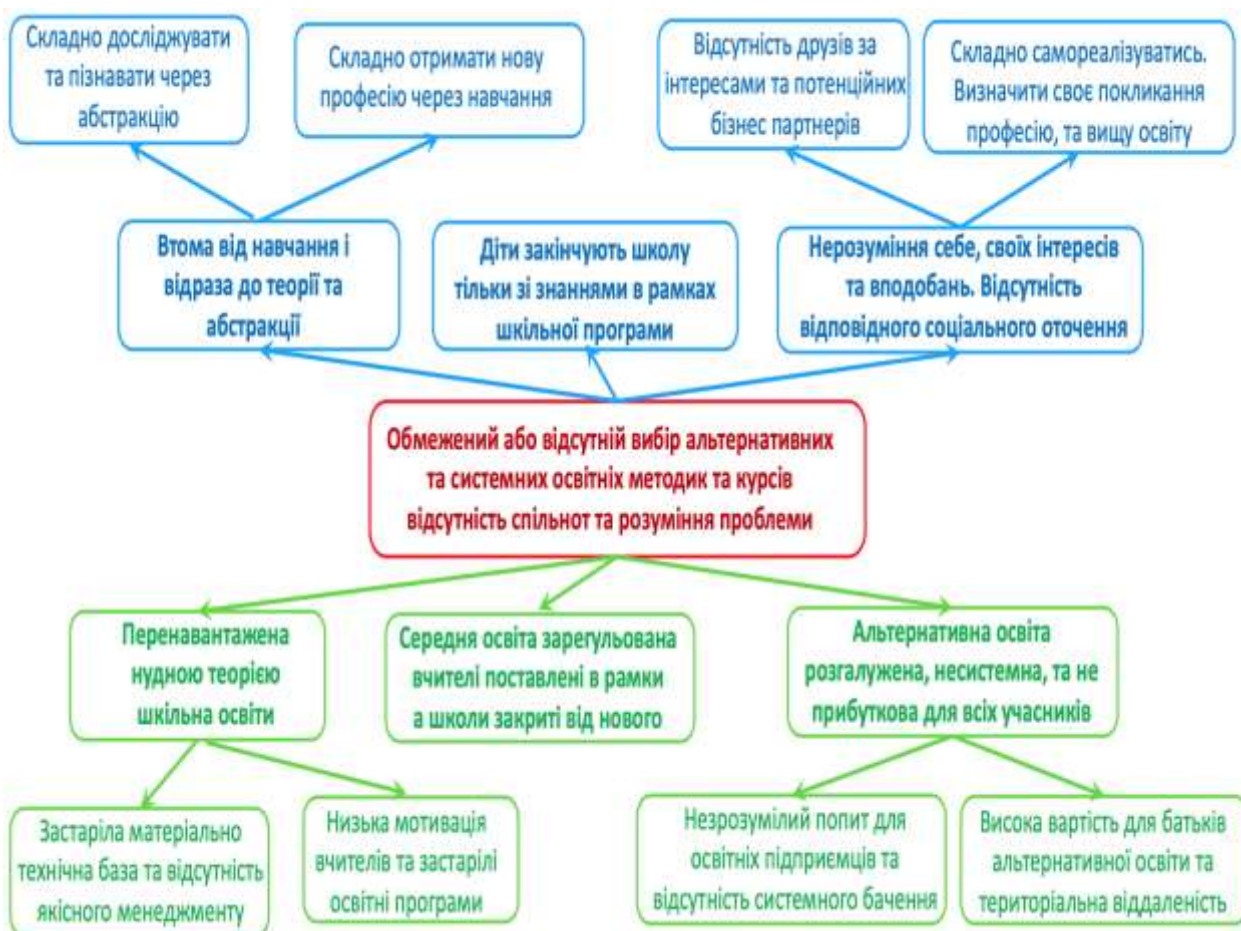 Складно досліджувати
та пізнавати через
абстракцію
Складно отримати нову
професію через навчання
Відсутність друзів за
інтересами та потенційних
бізнес партнерів
Складно самореалізуватись.
Визначити своє покликання
професію, та вищу освіту
Втома від навчання і
відраза до теорії та
абстракції
Діти закінчують школу
тільки зі знаннями в рамках
шкільної програми
Нерозуміння себе, своїх інтересів
та вподобань. Відсутність
відповідного соціального оточення
Обмежений або відсутній вибір альтернативних
та системних освітніх методик та курсів
відсутність спільнот та розуміння проблеми
Перенавантажена
нудною теорією
шкільна освіти
Середня освіта зарегульована
вчителі поставлені в рамки
а школи закриті від нового
Альтернативна освіта
розгалужена, несистемна, та не
прибуткова для всіх учасників
Застаріла матеріально
технічна база та відсутність
якісного менеджменту
Низька мотивація
вчителів та застарілі
освітні програми
Незрозумілий попит для
освітніх підприємців та
відсутність системного бачення
Висока вартість для батьків
альтернативної освіти та
територіальна віддаленість